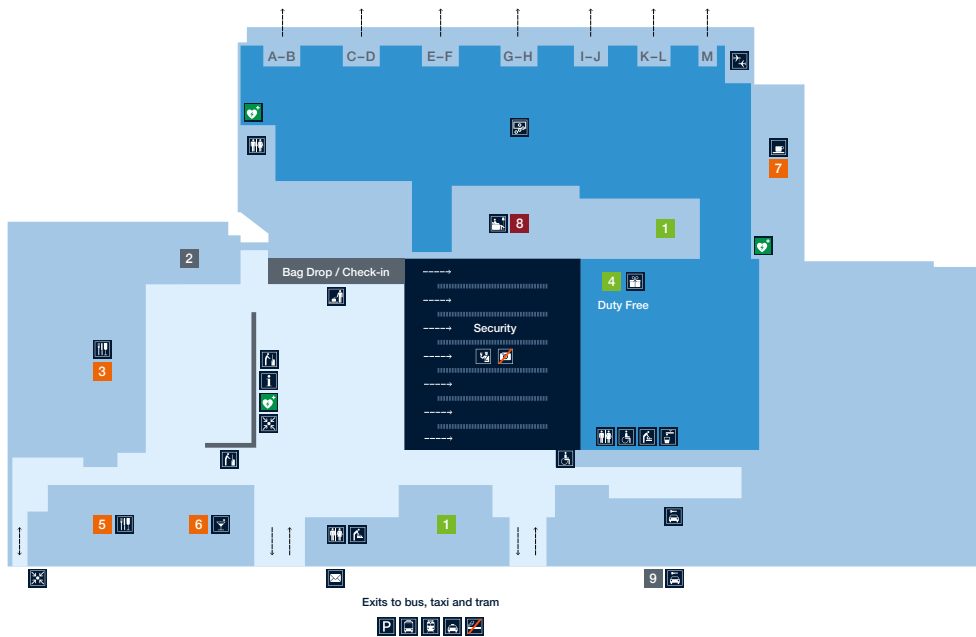 A–B C–D E–F G–H I–J K–L M
7
8
1
2
Bag Drop / Check-in
4
Duty Free
Security
3
i
5
6
1
9
Exits to bus, taxi and tram
P